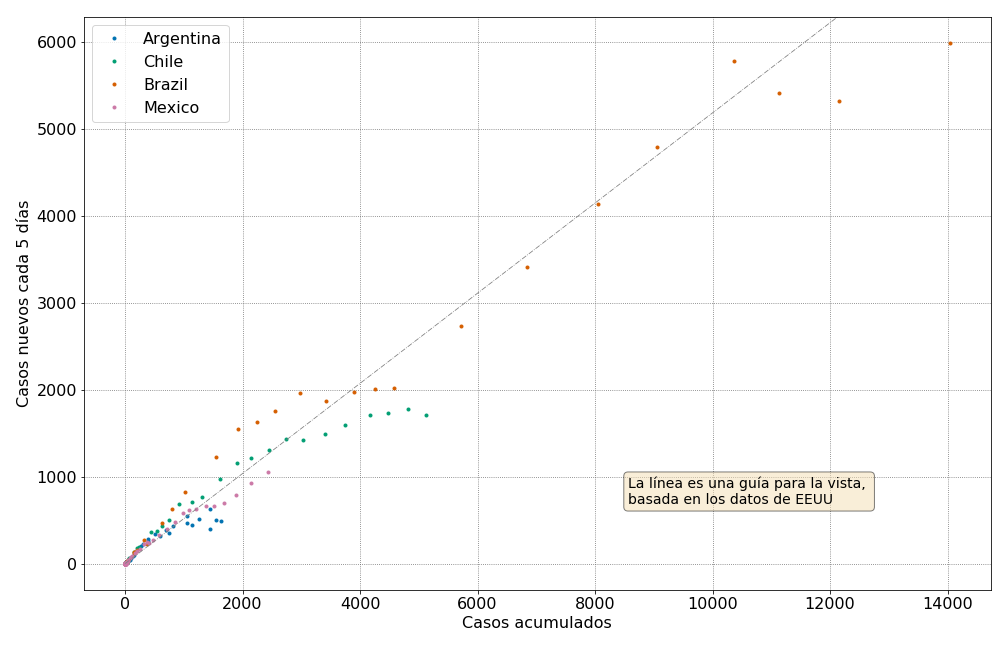 Argentina
Chile
Brazil
Mexico
Casos nuevos cada 5 días
6000
5000
4000
3000
2000
1000
0
La línea es una guía para la vista,
basada en los datos de EEUU
0 2000 4000 6000 8000 10000 12000 14000
Casos acumulados